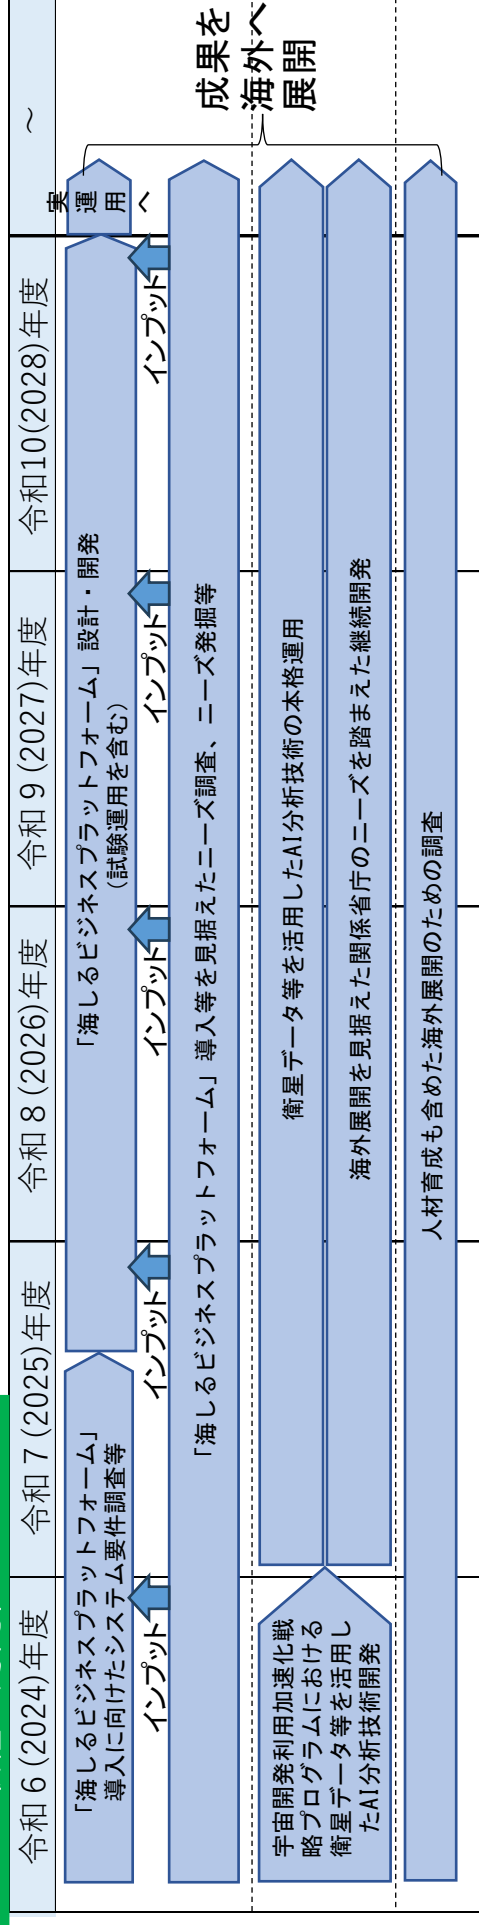 令和６(2024)年度
令和７(2025)年度
令和８(2026)年度
令和９(2027)年度
令和10(2028)年度
～
「海しるビジネスプラットフォーム」
導入に向けたシステム要件調査等
「海しるビジネスプラットフォーム」設計・開発
（試験運用を含む）
実運用へ
インプット
インプット
インプット
インプット
インプット
「海しるビジネスプラットフォーム」導入等を見据えたニーズ調査、ニーズ発掘等
宇宙開発利用加速化戦
略プログラムにおける
衛星データ等を活用し
たAI分析技術開発
衛星データ等を活用したAI分析技術の本格運用
海外展開を見据えた関係省庁のニーズを踏まえた継続開発
人材育成も含めた海外展開のための調査
成果を
海外へ
展開